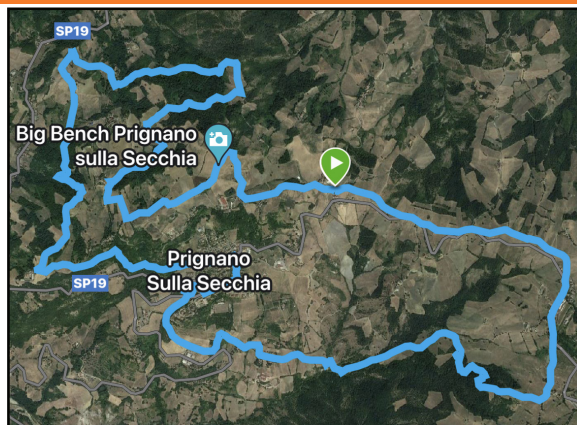 SP19
Big Bench Prignano
sulla Secchia
Prignano
Sulla Secchia
SP19